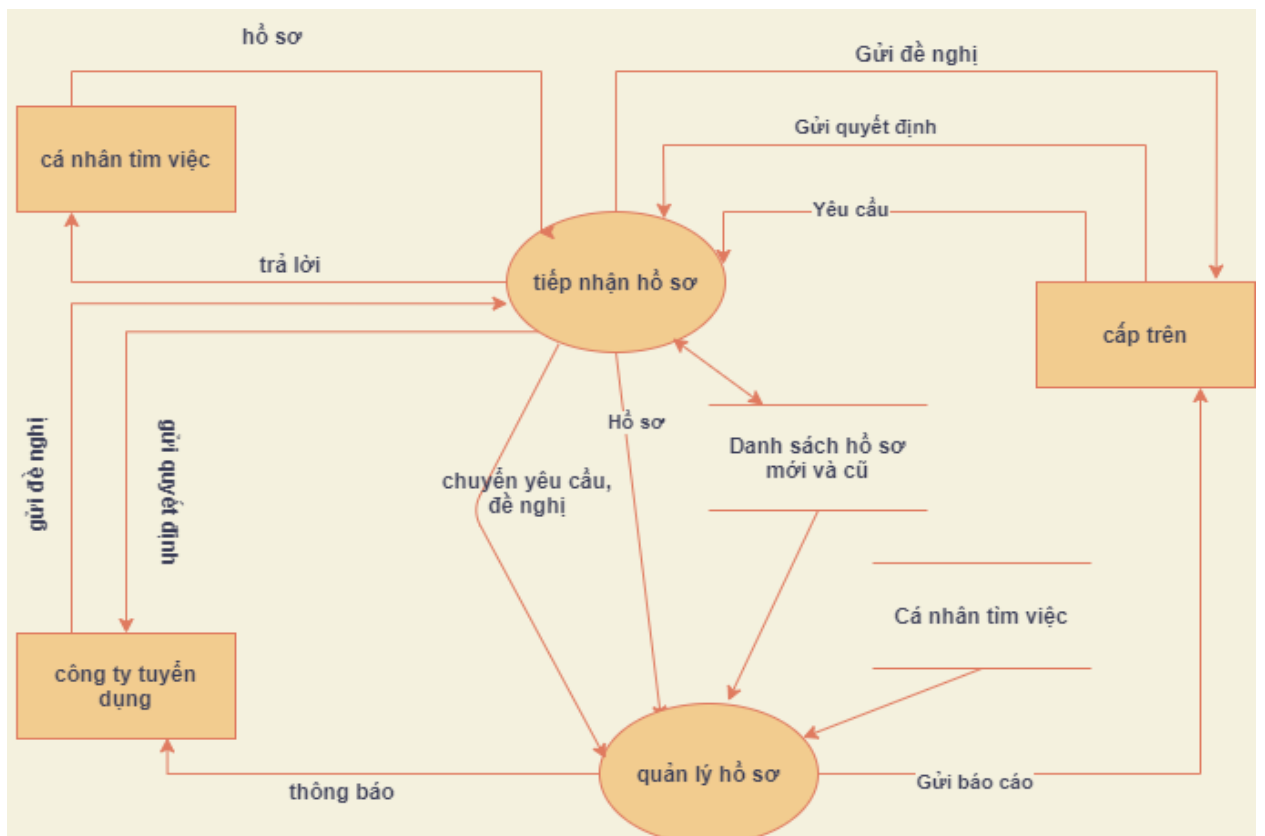 hồ sơ
Gửi đề nghị
Gửi quyết định
cá nhân tìm việc
Yêu cầu
trả lời
tiếp nhận hồ sơ
cấp trên
gửi đề nghị
gửi quyết định
Hồ sơ
Danh sách hồ sơ
mới và cũ
chuyển yêu cầu,
đề nghị
Cá nhân tìm việc
công ty tuyển
dụng
quản lý hồ sơ
Gửi báo cáo
thông báo